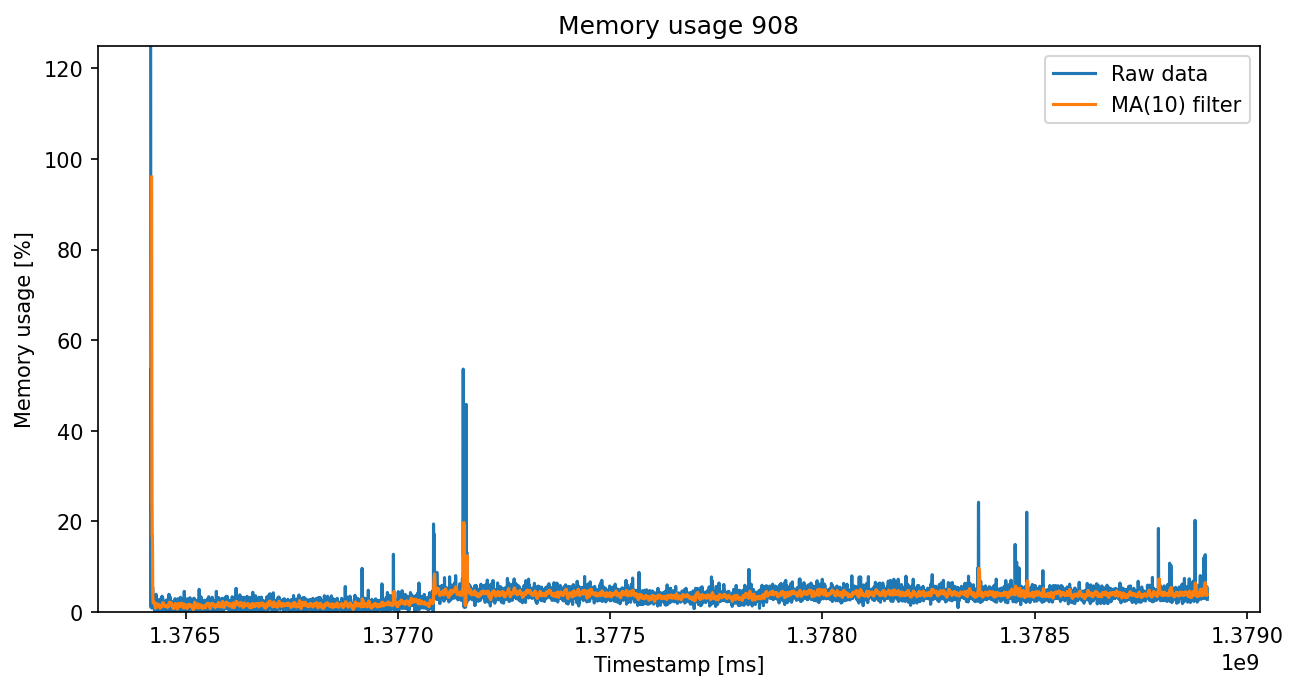 Memory usage 908
Raw data
MA(10) filter
Memory usage [%]
120
100
80
60
40
20
0
1.3765 1.3770 1.3775 1.3780 1.3785 1.3790
1e9
Timestamp [ms]